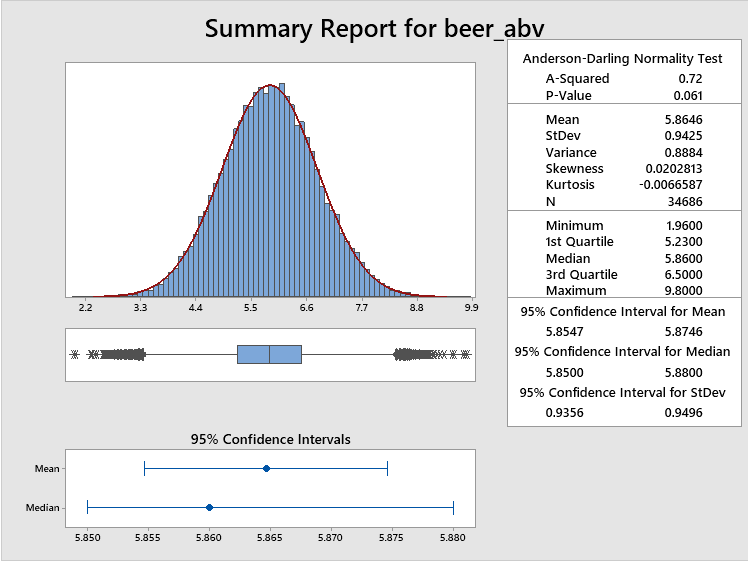 Summary Report for beer_abv
2.2 3.3 4.4 5.5 6.6 7.7 8.8 9.9
95% Confidence Intervals
Mean
Median
5.850 5.855 5.860 5.865 5.870 5.875 5.880
Anderson-Darling Normality Test
A-Squared 0.72
P-Value 0.061
Mean 5.8646
StDev 0.9425
Variance 0.8884
Skewness 0.0202813
Kurtosis -0.0066587
N 34686
Minimum 1.9600
1st Quartile 5.2300
Median 5.8600
3rd Quartile 6.5000
Maximum 9.8000
95% Confidence Interval for Mean
5.8547 5.8746
95% Confidence Interval for Median
5.8500 5.8800
95% Confidence Interval for StDev
0.9356 0.9496